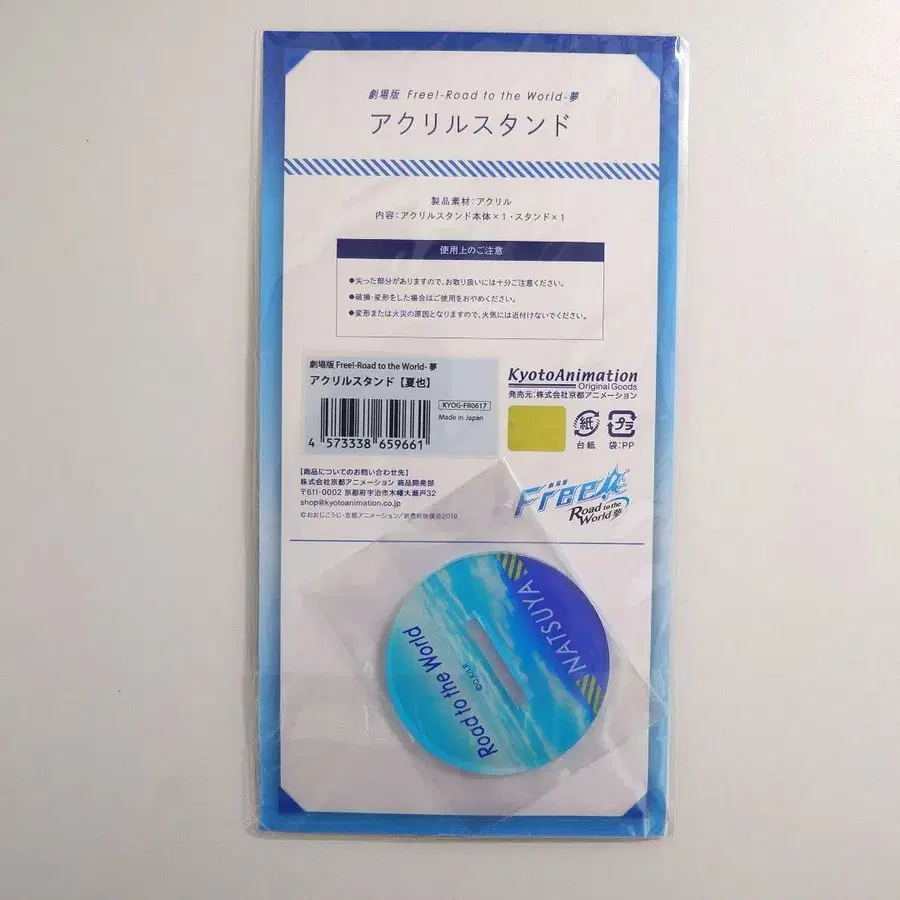 劇場版 Free!-Road to the World-夢
アクリルスタンド
製品素材:アクリル
内容:アクリルスタンド本体×1・スタンド×1
使用上のご注意
●尖った部分がありますので、お取り扱いには十分ご注意ください。
●破損・変形をした場合はご使用をおやめください。
●変形または火災の原因となりますので、火気には近付けないでください。
劇場版 Free!-Road to the World- 夢
アクリルスタンド【夏也】
KYOG-FR0617
Made in Japan
4 573338 659661
KyotoAnimation
Original Goods
発売元:株式会社京都アニメーション
紙
プラ
台紙
袋:PP
【商品についてのお問い合わせ先】
株式会社京都アニメーション 商品開発部
〒611-0002 京都府宇治市木幡大瀬戸32
shop@kyotoanimation.co.jp
©おおじこうじ・京都アニメーション/岩鳶町後援会2019
Free!
Road to the
World 夢
NATSUYA
©O,K/I,R
Road to the World